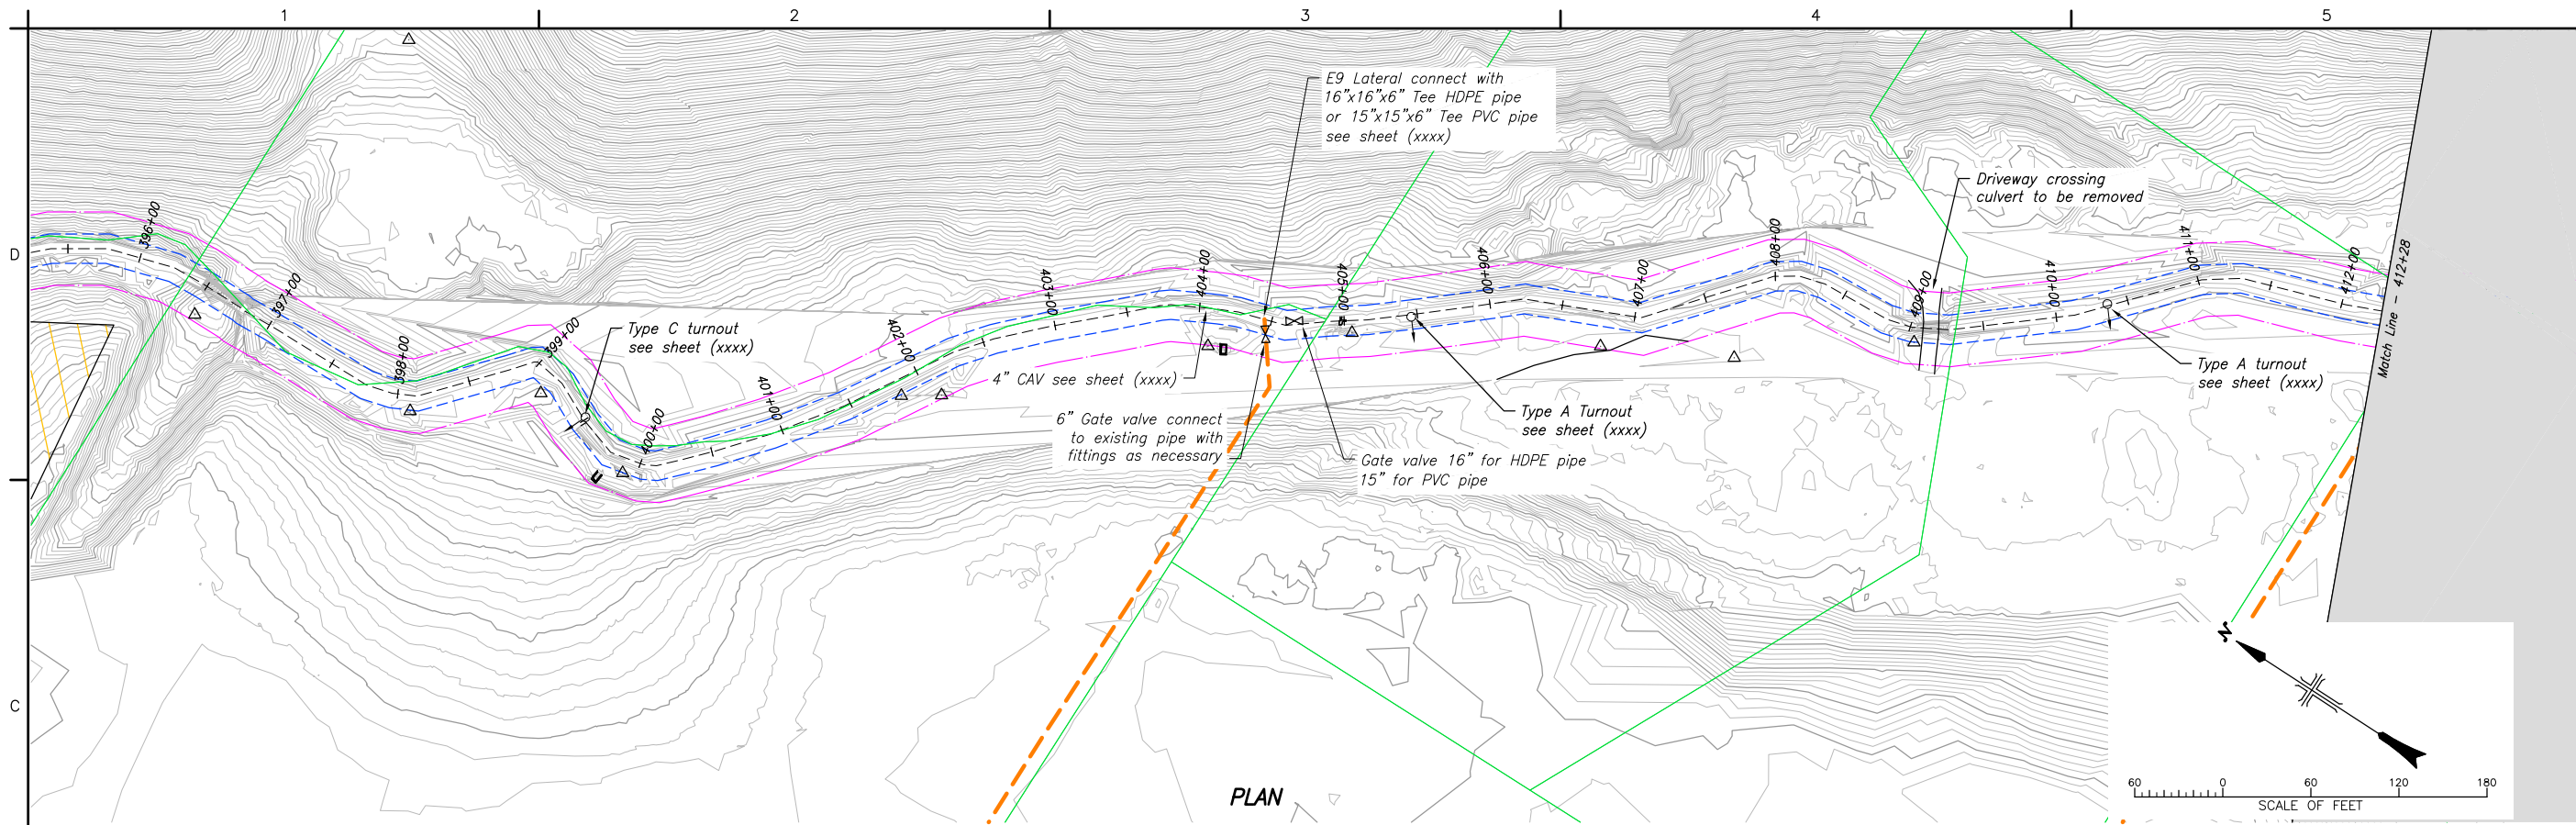 1
2
3
4
5
D
C
E9 Lateral connect with
16"x16"x6" Tee HDPE pipe
or 15"x15"x6" Tee PVC pipe
see sheet (xxxx)
Driveway crossing
culvert to be removed
396+00
397+00
398+00
399+00
400+00
401+00
402+00
403+00
404+00
405+00
406+00
407+00
408+00
409+00
410+00
411+00
412+00
Type C turnout
see sheet (xxxx)
4" CAV see sheet (xxxx)
6" Gate valve connect
to existing pipe with
fittings as necessary
Gate valve 16" for HDPE pipe
15" for PVC pipe
Type A Turnout
see sheet (xxxx)
Type A turnout
see sheet (xxxx)
Match Line - 412+28
N
PLAN
60 0 60 120 180
SCALE OF FEET